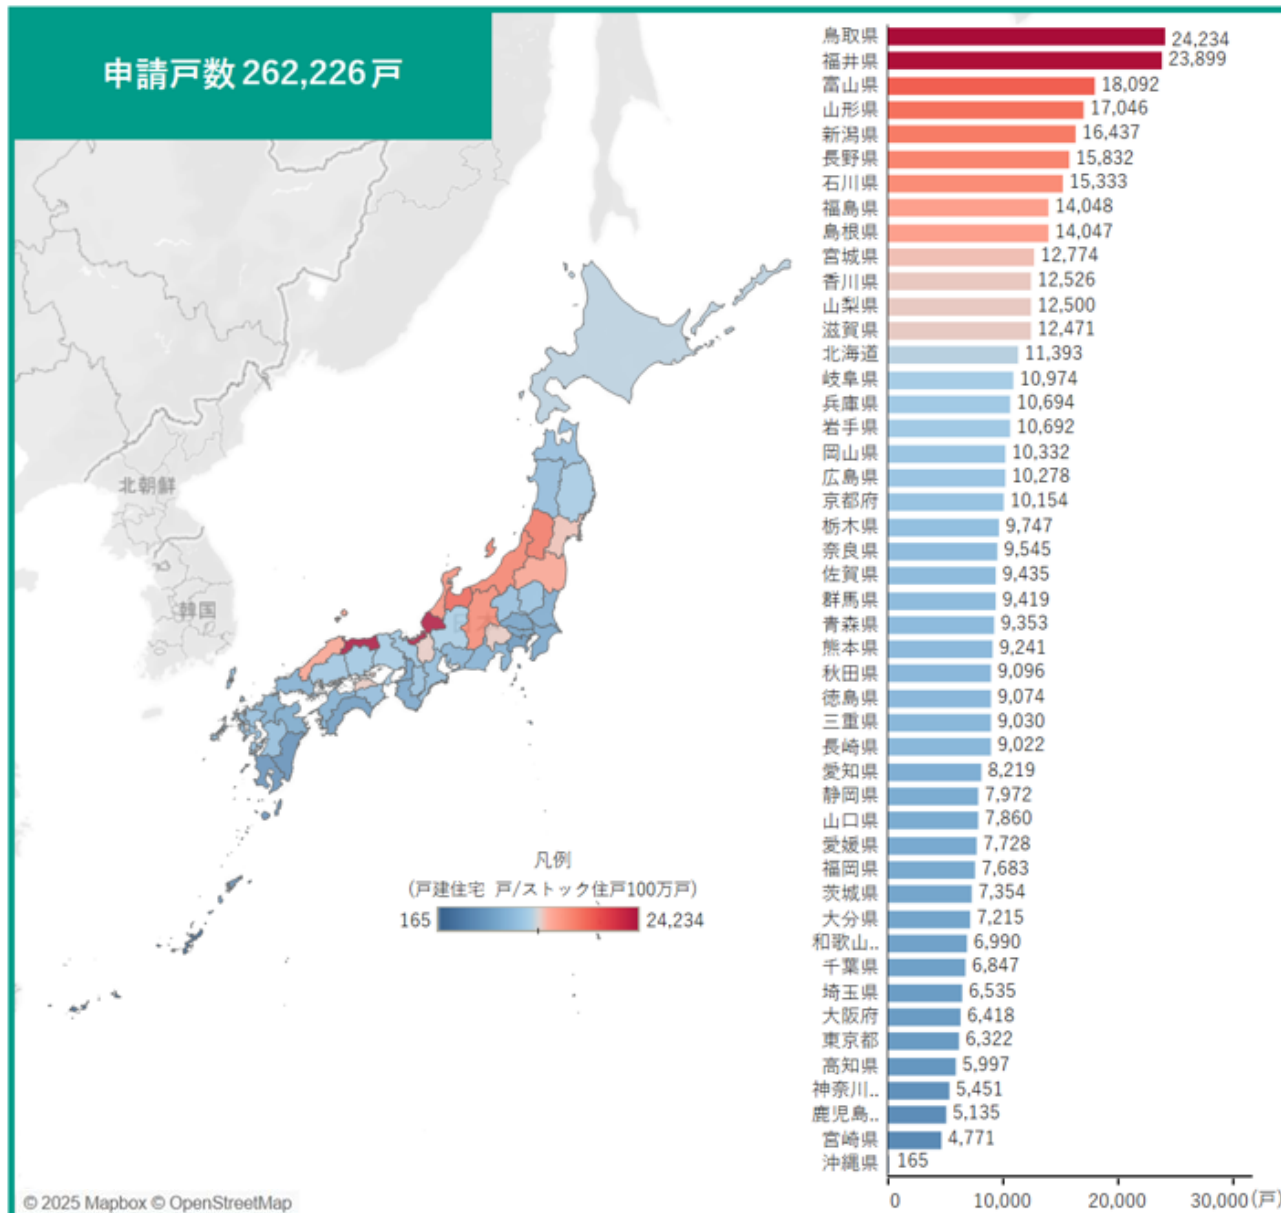 申請戸数 262,226 戸
北朝鮮
韓国
凡例
(戸建住宅 戸/ストック住戸100万戸)
165 24,234
© 2025 Mapbox © OpenStreetMap
鳥取県 24,234
福井県 23,899
富山県 18,092
山形県 17,046
新潟県 16,437
長野県 15,832
石川県 15,333
福島県 14,048
島根県 14,047
宮城県 12,774
香川県 12,526
山梨県 12,500
滋賀県 12,471
北海道 11,393
岐阜県 10,974
兵庫県 10,694
岩手県 10,692
岡山県 10,332
広島県 10,278
京都府 10,154
栃木県 9,747
奈良県 9,545
佐賀県 9,435
群馬県 9,419
青森県 9,353
熊本県 9,241
秋田県 9,096
徳島県 9,074
三重県 9,030
長崎県 9,022
愛知県 8,219
静岡県 7,972
山口県 7,860
愛媛県 7,728
福岡県 7,683
茨城県 7,354
大分県 7,215
和歌山.. 6,990
千葉県 6,847
埼玉県 6,535
大阪府 6,418
東京都 6,322
高知県 5,997
神奈川.. 5,451
鹿児島.. 5,135
宮崎県 4,771
沖縄県 165
0 10,000 20,000 30,000 (戸)